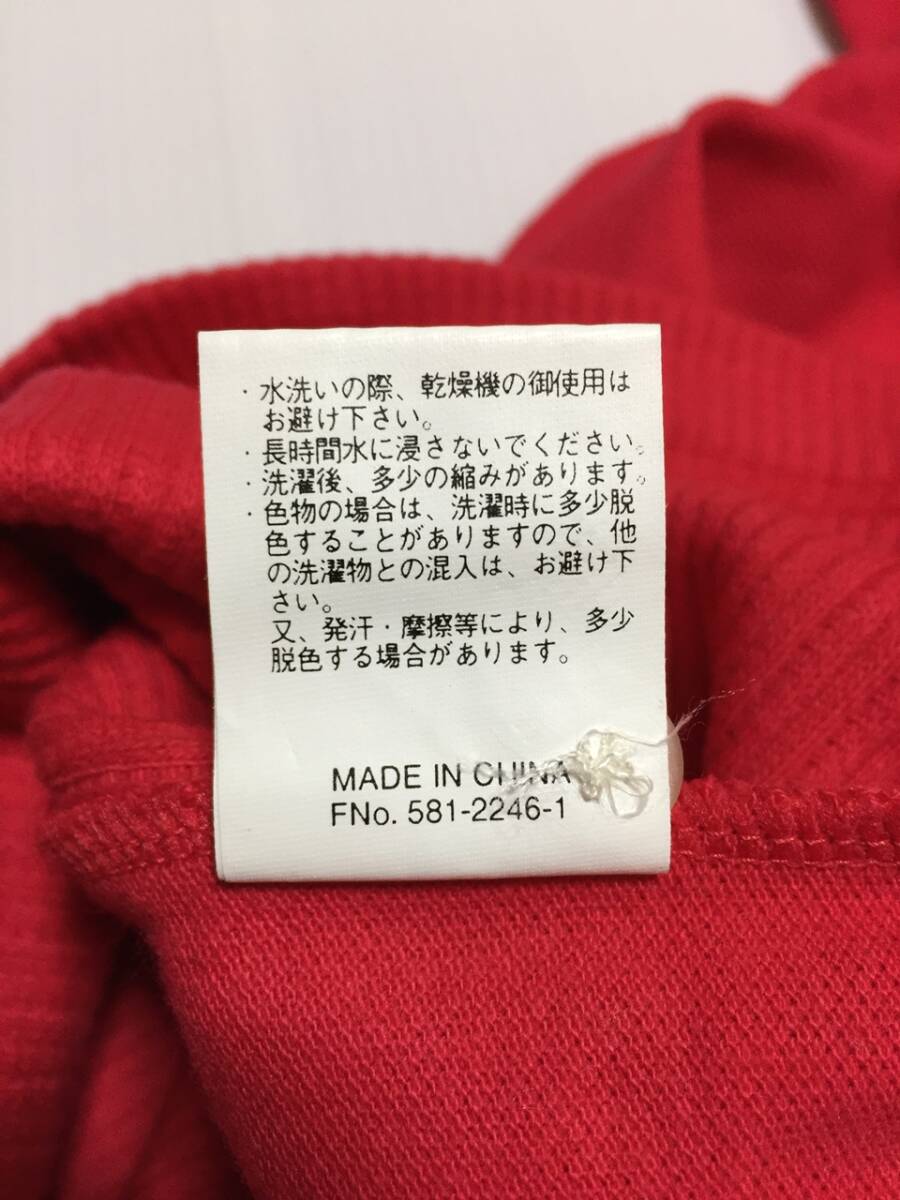 ・水洗いの際、乾燥機の御使用は
お避け下さい。
・長時間水に浸さないでください。
・洗濯後、多少の縮みがあります。
・色物の場合は、洗濯時に多少脱
色することがありますので、他
の洗濯物との混入は、お避け下
さい。
又、発汗・摩擦等により、多少
脱色する場合があります。
MADE IN CHINA
FNo. 581-2246-1